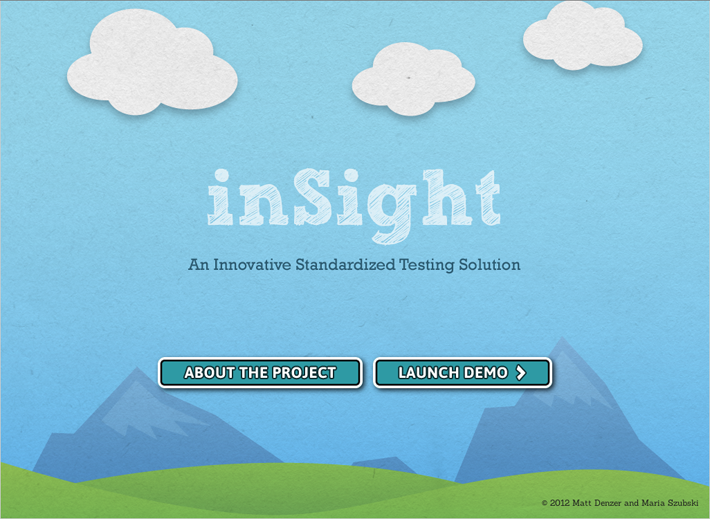 inSight
An Innovative Standardized Testing Solution
ABOUT THE PROJECT
LAUNCH DEMO
© 2012 Matt Denzer and Maria Szubski